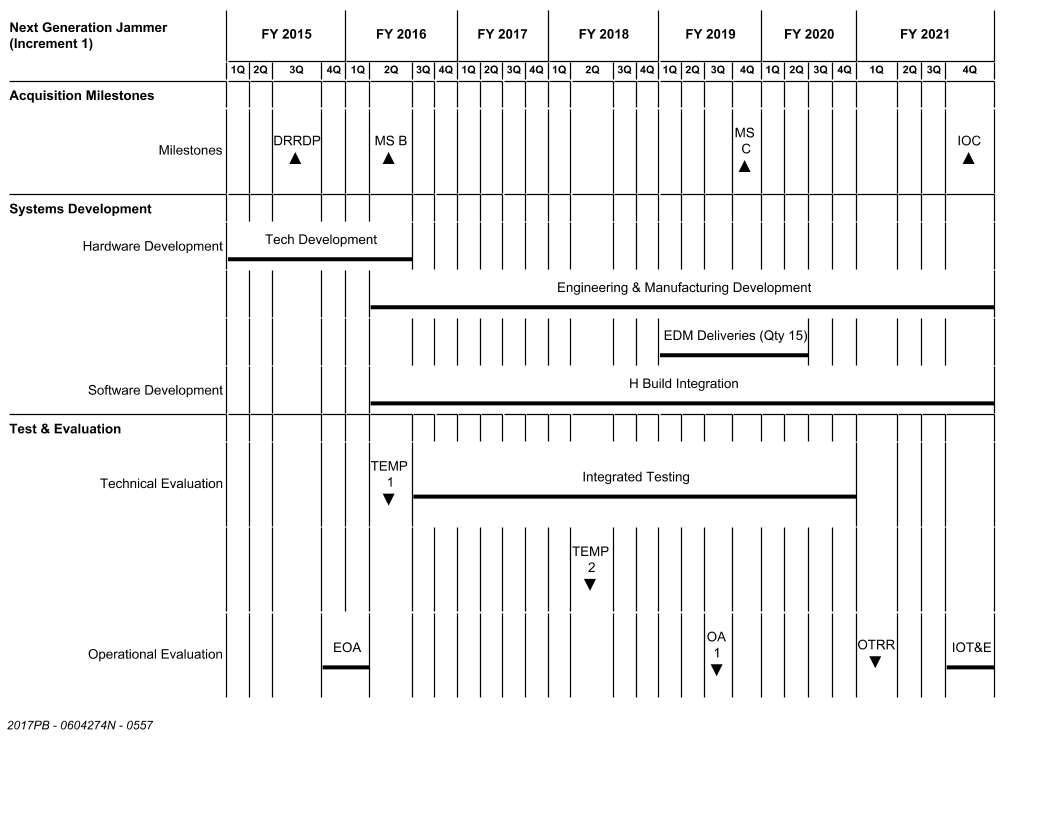 Next Generation Jammer
(Increment 1)
FY 2015 FY 2016 FY 2017 FY 2018 FY 2019 FY 2020 FY 2021
1Q 2Q 3Q 4Q 1Q 2Q 3Q 4Q 1Q 2Q 3Q 4Q 1Q 2Q 3Q 4Q 1Q 2Q 3Q 4Q 1Q 2Q 3Q 4Q 1Q 2Q 3Q 4Q
Acquisition Milestones
Milestones
DRRDP
MS B
MS
C
IOC
Systems Development
Hardware Development
Tech Development
Engineering & Manufacturing Development
EDM Deliveries (Qty 15)
Software Development
H Build Integration
Test & Evaluation
Technical Evaluation
TEMP
1
Integrated Testing
TEMP
2
Operational Evaluation
EOA
OA
1
OTRR
IOT&E
2017PB - 0604274N - 0557